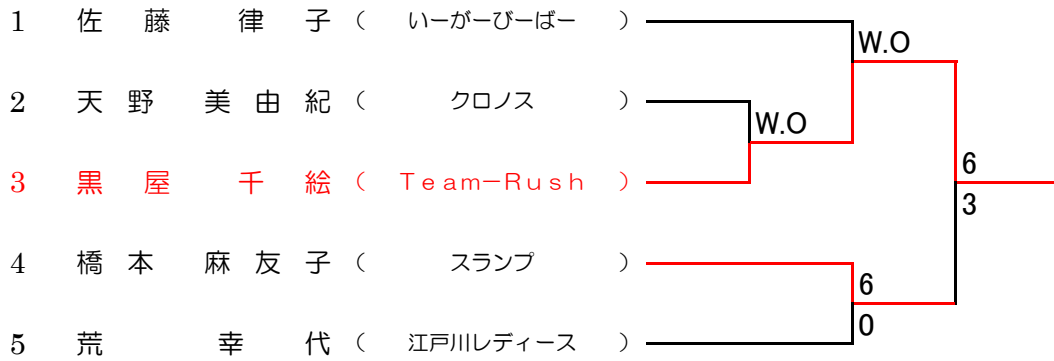 1 佐藤 律子 ( いーがーびーばー )
W.O
2 天野 美由紀 ( クロノス )
W.O
3 黒屋 千絵 ( Team-Rush )
6
3
4 橋本 麻友子 ( スランプ )
6
0
5 荒 幸代 ( 江戸川レディース )